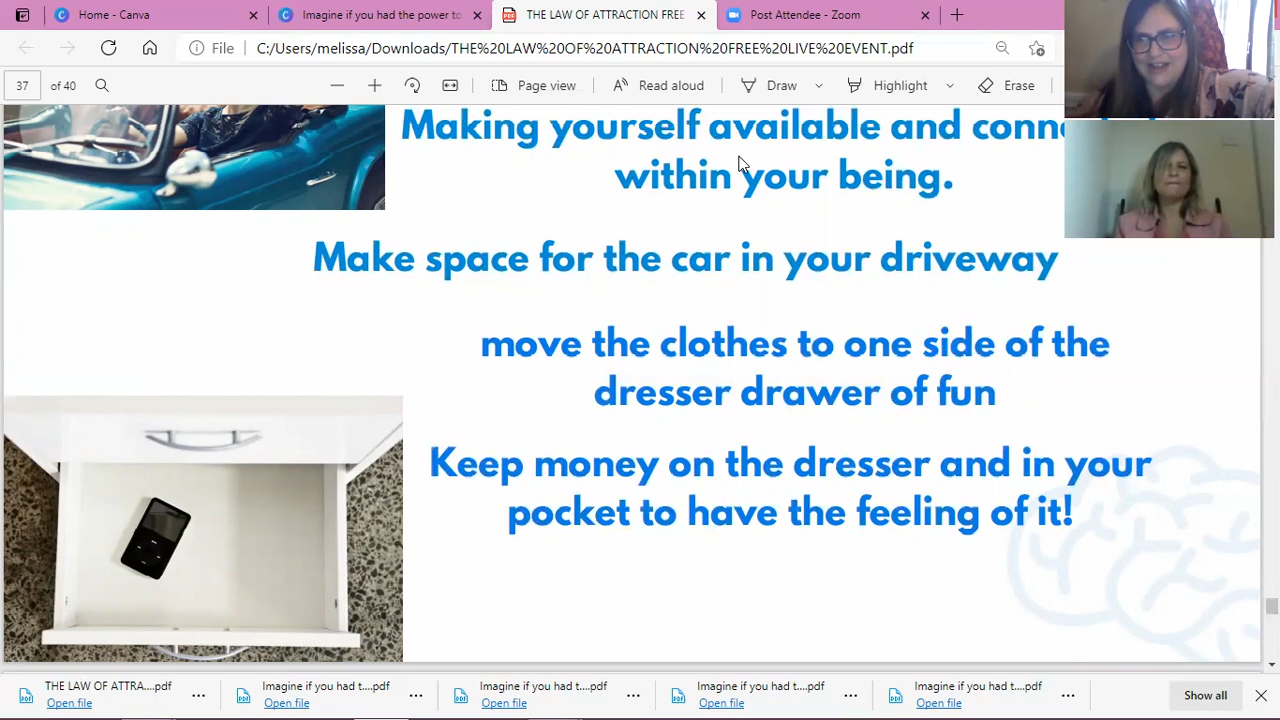 Home - Canva
Imagine if you had the power to
THE LAW OF ATTRACTION FREE
Post Attendee - Zoom
File
C:/Users/melissa/Downloads/THE%20LAW%20OF%20ATTRACTION%20FREE%20LIVE%20EVENT.pdf
37 of 40
Page view
Read aloud
Draw
Highlight
Erase
Making yourself available and
within your being.
Make space for the car in your driveway
move the clothes to one side of the
dresser drawer of fun
Keep money on the dresser and in your
pocket to have the feeling of it!
THE LAW OF ATTRA....pdf
Open file
Imagine if you had t....pdf
Open file
Imagine if you had t....pdf
Open file
Imagine if you had t....pdf
Open file
Imagine if you had t....pdf
Open file
Show all